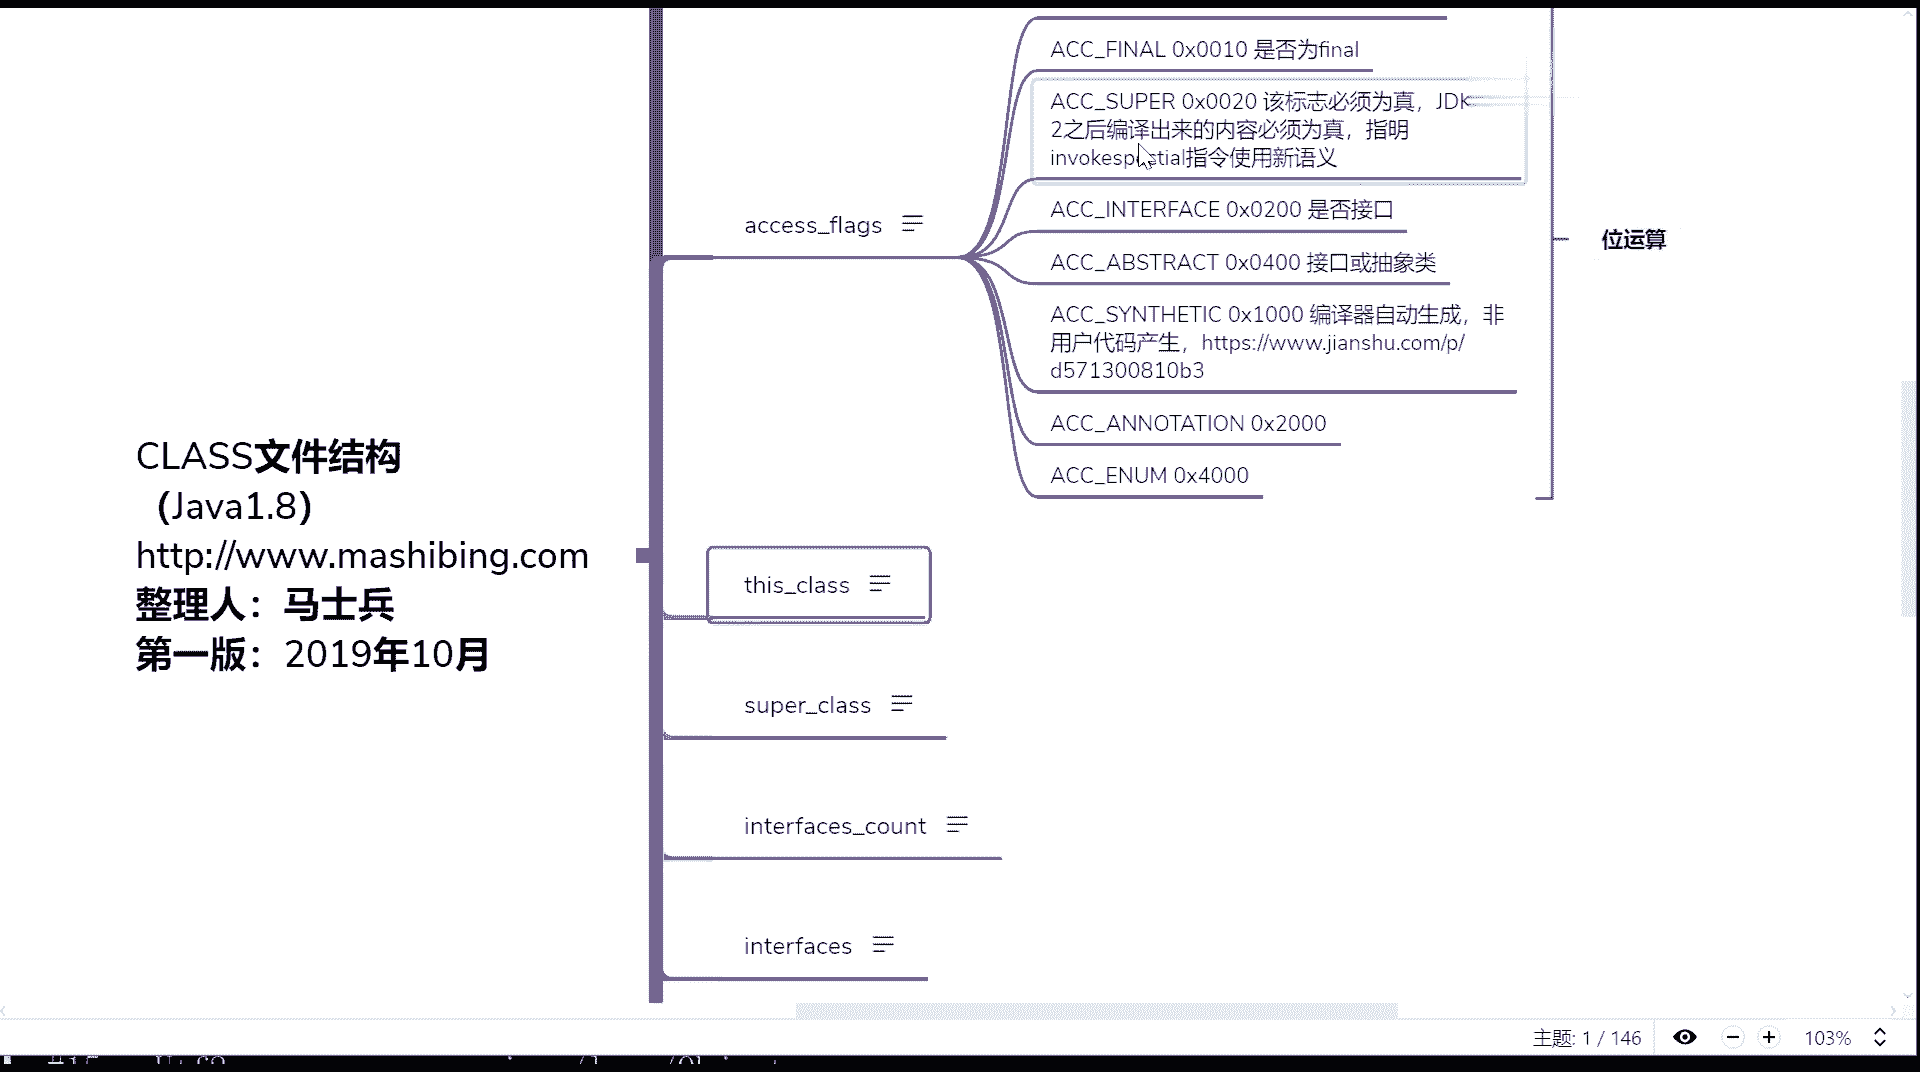 ACC_FINAL 0x0010 是否为final
ACC_SUPER 0x0020 该标志必须为真，JDK
2之后编译出来的内容必须为真，指明
指令使用新语义
access_flags
ACC_INTERFACE 0x0200 是否接口
位运算
ACC_ABSTRACT 0x0400 接口或抽象类
ACC_SYNTHETIC 0x1000 编译器自动生成，非
用户代码产生，https://www.jianshu.com/p/
d571300810b3
ACC_ANNOTATION 0x2000
ACC_ENUM 0x4000
CLASS文件结构
（Java1.8）
http://www.mashibing.com
整理人：马士兵
第一版：2019年10月
this_class
super_class
interfaces_count
interfaces
主题: 1 / 146
103%